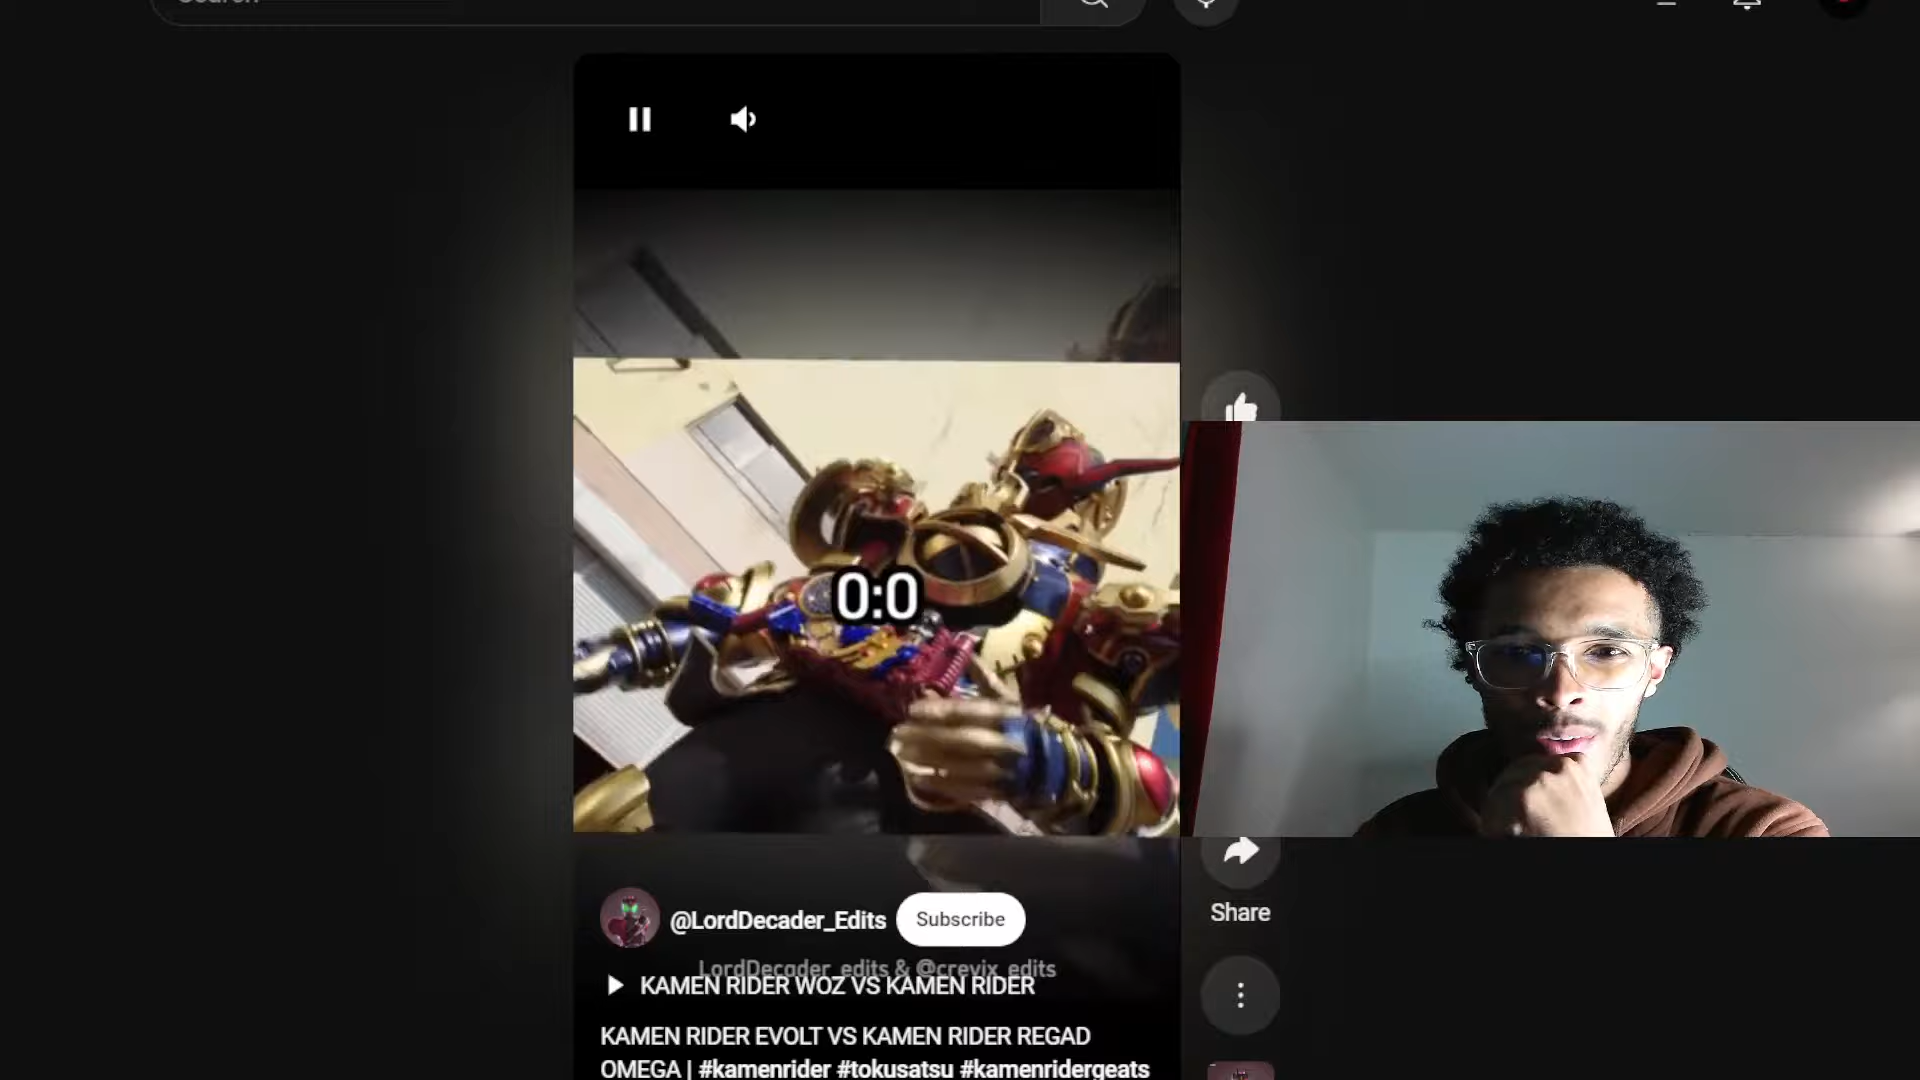 Search
0:0
@LordDecader_Edits
Subscribe
LordDecader_edits & @crevix_edits
KAMEN RIDER WOZ VS KAMEN RIDER
KAMEN RIDER EVOLT VS KAMEN RIDER REGAD
OMEGA | #kamenrider #tokusatsu #kamenridergeats
Share